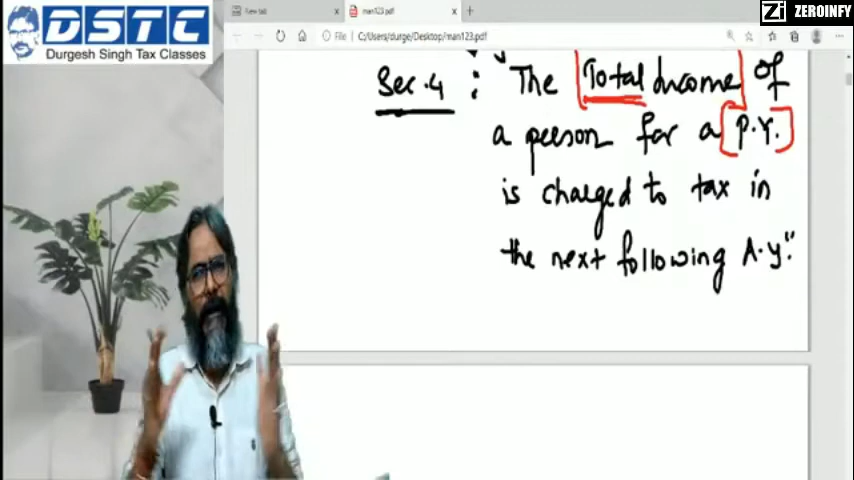 DSTC
Durgesh Singh Tax Classes
New tab
man123.pdf
Zi ZEROINFY
File C:/Users/durge/Desktop/man123.pdf
Sec.4 : "The Total Income of
a person for a P.Y.
is charged to tax in
the next following A.Y".